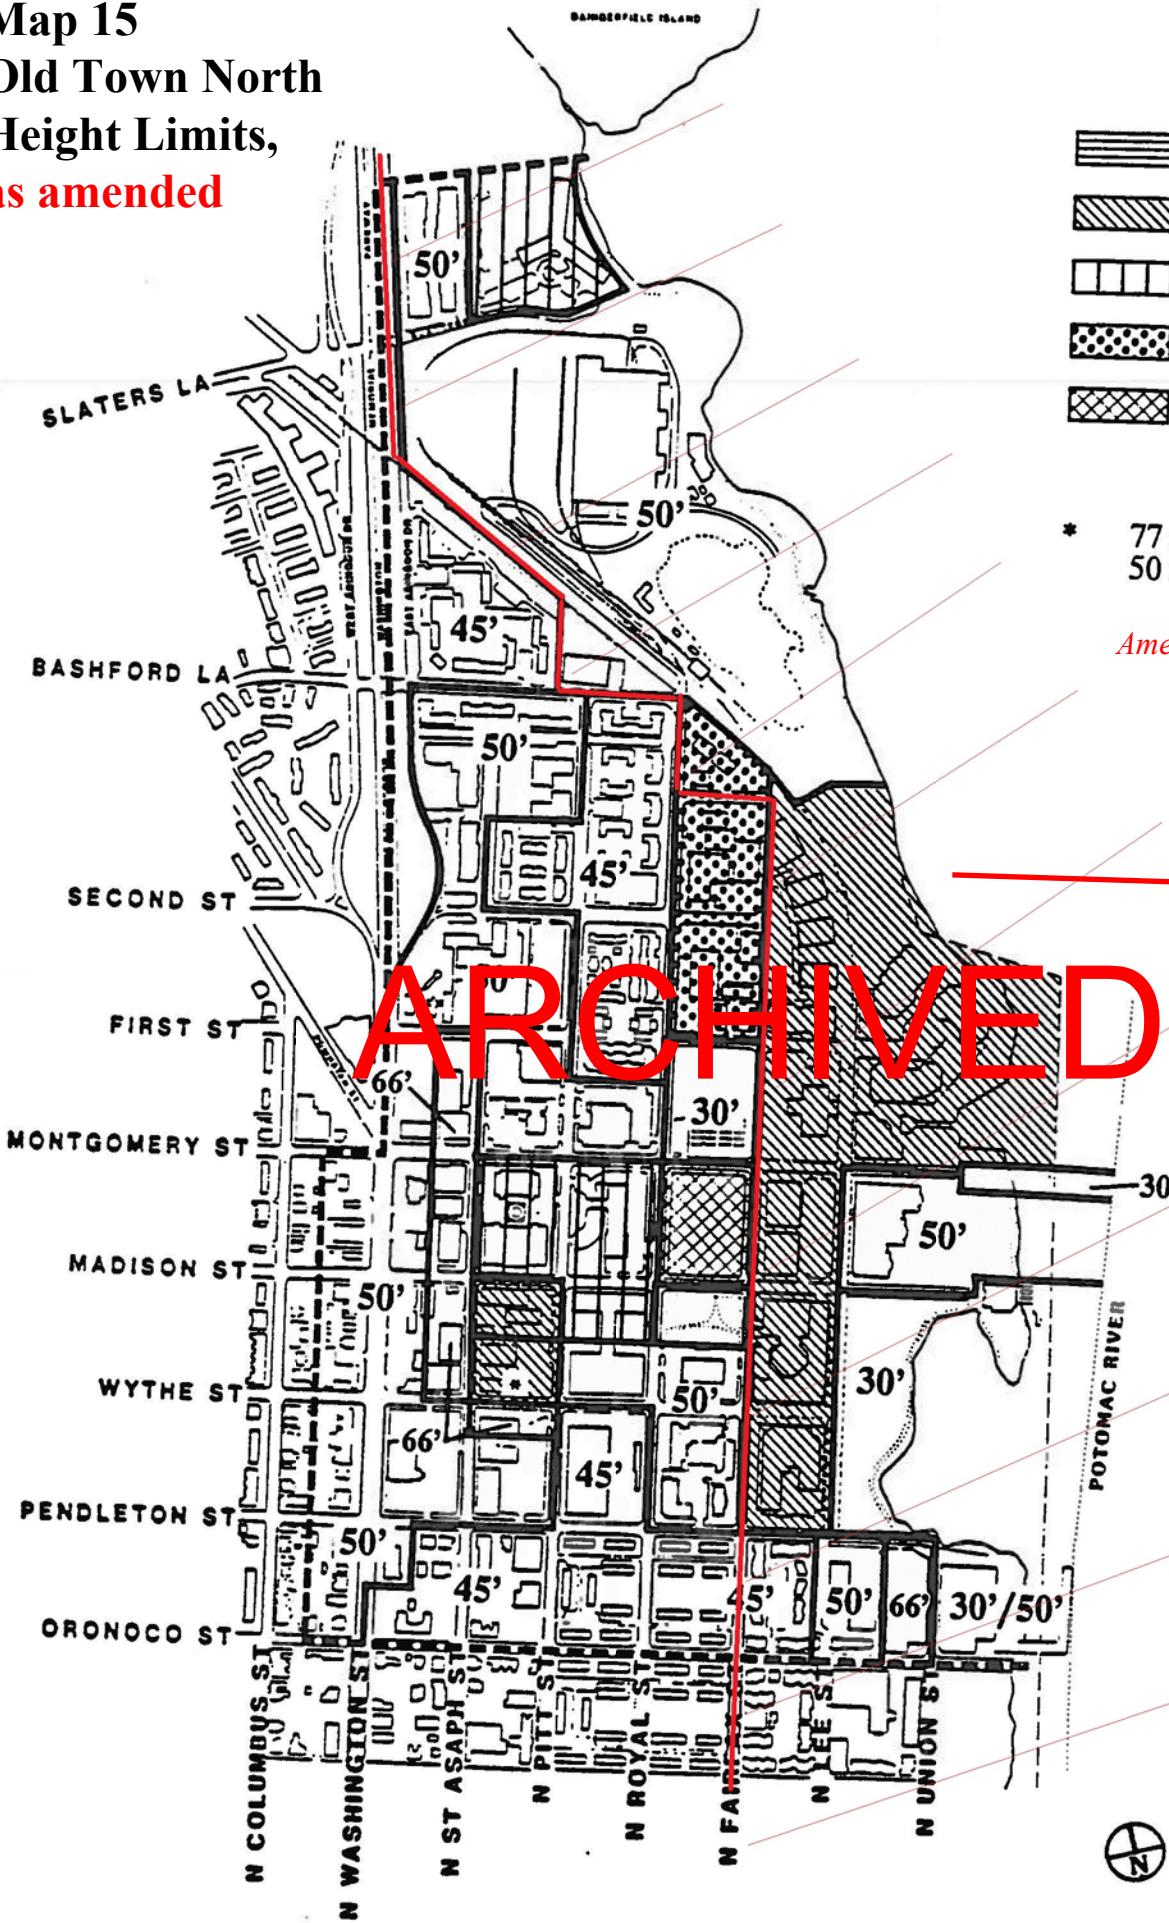 Map 15
Old Town North
Height Limits,
as amended
50'
SLATERS LA
50'
*
77
50
Ame
45'
BASHFORD LA
50'
45'
SECOND ST
ARCHIVED
FIRST ST
66'
30'
MONTGOMERY ST
30
50'
MADISON ST
50'
POTOMAC RIVER
30'
WYTHE ST
*
50'
66'
45'
PENDLETON ST
50'
45'
45'
50'
66'
30'/50'
ORONOCO ST
N COLUMBUS ST
N WASHINGTON ST
N ST ASAPH ST
N PITT ST
N ROYAL ST
N FAI
N LEE ST
N UNION ST
N